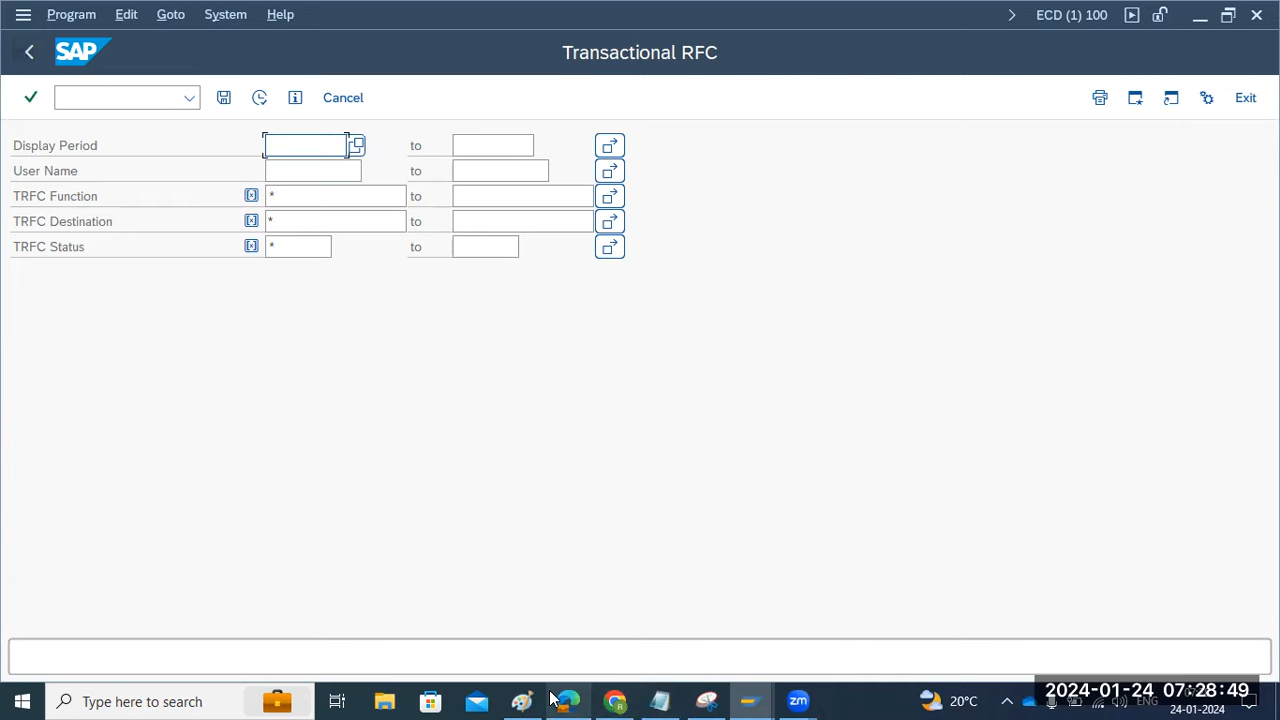 Program Edit Goto System Help ECD (1) 100
SAP Transactional RFC
Cancel Exit
Display Period to
User Name to
TRFC Function * to
TRFC Destination * to
TRFC Status * to
Type here to search zm 20°C ENG 2024-01-24 07:28:49
24-01-2024